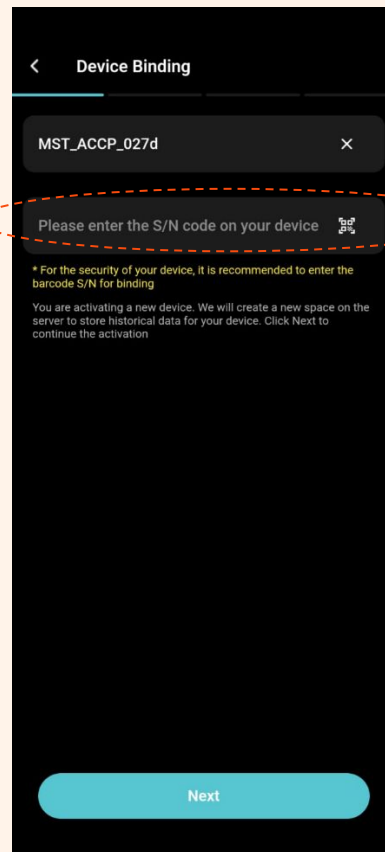 Device Binding
MST_ACCP_027d
Please enter the S/N code on your device
* For the security of your device, it is recommended to enter the
barcode S/N for binding
You are activating a new device. We will create a new space on the
server to store historical data for your device. Click Next to
continue the activation
Next